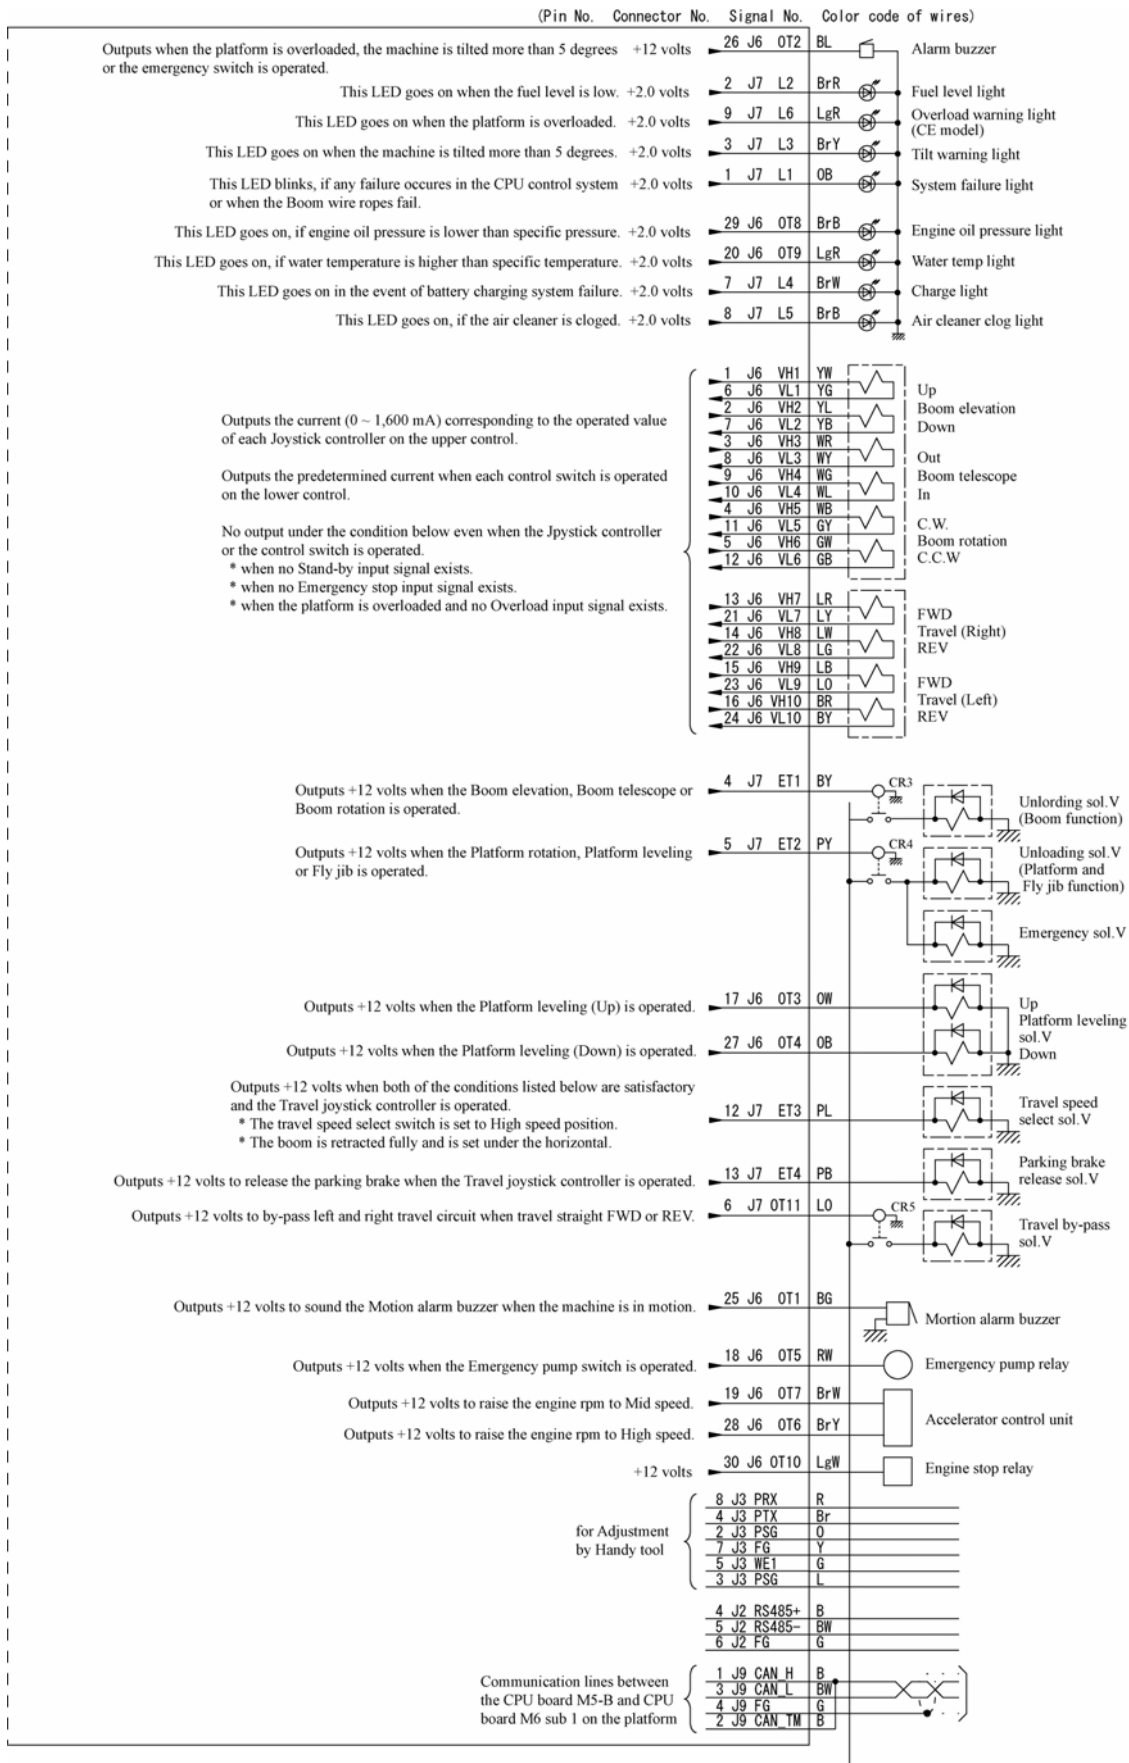 (Pin No. Connector No. Signal No. Color code of wires)
Outputs when the platform is overloaded, the machine is tilted more than 5 degrees +12 volts 26 J6 OT2 BL Alarm buzzer
or the emergency switch is operated.
This LED goes on when the fuel level is low. +2.0 volts 2 J7 L2 BrR Fuel level light
This LED goes on when the platform is overloaded. +2.0 volts 9 J7 L6 LgR Overload warning light
(CE model)
This LED goes on when the machine is tilted more than 5 degrees. +2.0 volts 3 J7 L3 BrY Tilt warning light
This LED blinks, if any failure occures in the CPU control system +2.0 volts 1 J7 L1 OB System failure light
or when the Boom wire ropes fail.
This LED goes on, if engine oil pressure is lower than specific pressure. +2.0 volts 29 J6 OT8 BrB Engine oil pressure light
This LED goes on, if water temperature is higher than specific temperature. +2.0 volts 20 J6 OT9 LgR Water temp light
This LED goes on in the event of battery charging system failure. +2.0 volts 7 J7 L4 BrW Charge light
This LED goes on, if the air cleaner is cloged. +2.0 volts 8 J7 L5 BrB Air cleaner clog light
Outputs the current (0 ~ 1,600 mA) corresponding to the operated value
of each Joystick controller on the upper control.
Outputs the predetermined current when each control switch is operated
on the lower control.
No output under the condition below even when the Jpystick controller
or the control switch is operated.
* when no Stand-by input signal exists.
* when no Emergency stop input signal exists.
* when the platform is overloaded and no Overload input signal exists.
1 J6 VH1 YW
6 J6 VL1 YG Up
2 J6 VH2 YL Boom elevation
7 J6 VL2 YB Down
3 J6 VH3 WR
8 J6 VL3 WY Out
9 J6 VH4 WG Boom telescope
10 J6 VL4 WL In
4 J6 VH5 WB
11 J6 VL5 GY C.W.
5 J6 VH6 GW Boom rotation
12 J6 VL6 GB C.C.W
13 J6 VH7 LR
21 J6 VL7 LY FWD
14 J6 VH8 LW Travel (Right)
22 J6 VL8 LG REV
15 J6 VH9 LB
23 J6 VL9 LO FWD
16 J6 VH10 BR Travel (Left)
24 J6 VL10 BY REV
Outputs +12 volts when the Boom elevation, Boom telescope or 4 J7 ET1 BY CR3 Unlording sol.V
Boom rotation is operated. (Boom function)
Outputs +12 volts when the Platform rotation, Platform leveling 5 J7 ET2 PY CR4 Unloading sol.V
or Fly jib is operated. (Platform and
Fly jib function)
Emergency sol.V
Outputs +12 volts when the Platform leveling (Up) is operated. 17 J6 OT3 OW Up
Platform leveling
sol.V
Outputs +12 volts when the Platform leveling (Down) is operated. 27 J6 OT4 OB Down
Outputs +12 volts when both of the conditions listed below are satisfactory
and the Travel joystick controller is operated. 12 J7 ET3 PL Travel speed
* The travel speed select switch is set to High speed position. select sol.V
* The boom is retracted fully and is set under the horizontal.
Outputs +12 volts to release the parking brake when the Travel joystick controller is operated. 13 J7 ET4 PB Parking brake
release sol.V
Outputs +12 volts to by-pass left and right travel circuit when travel straight FWD or REV. 6 J7 OT11 LO CR5 Travel by-pass
sol.V
Outputs +12 volts to sound the Motion alarm buzzer when the machine is in motion. 25 J6 OT1 BG Mortion alarm buzzer
Outputs +12 volts when the Emergency pump switch is operated. 18 J6 OT5 RW Emergency pump relay
Outputs +12 volts to raise the engine rpm to Mid speed. 19 J6 OT7 BrW Accelerator control unit
Outputs +12 volts to raise the engine rpm to High speed. 28 J6 OT6 BrY
+12 volts 30 J6 OT10 LgW Engine stop relay
for Adjustment
by Handy tool
8 J3 PRX R
4 J3 PTX Br
2 J3 PSG O
7 J3 FG Y
5 J3 WE1 G
3 J3 PSG L
4 J2 RS485+ B
5 J2 RS485- BW
6 J2 FG G
Communication lines between
the CPU board M5-B and CPU
board M6 sub 1 on the platform
1 J9 CAN_H B
3 J9 CAN_L BW
4 J9 FG G
2 J9 CAN_TM B